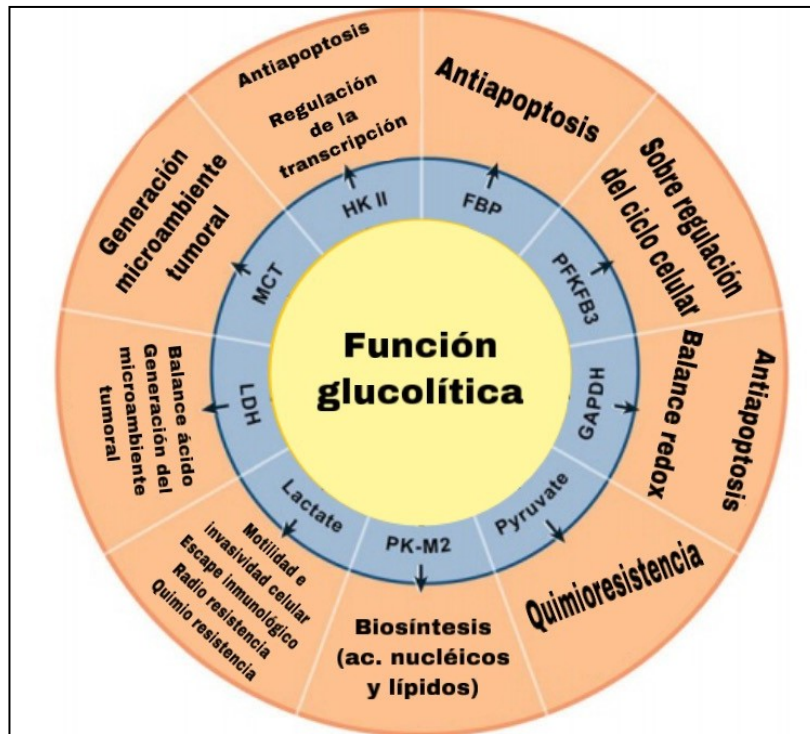 Antiapoptosis
Regulación
de la
transcripción
Antiapoptosis
Sobre regulación
del ciclo celular
Antiapoptosis
Balance redox
Quimioresistencia
Biosíntesis
(ac. nucléicos
y lípidos)
Motilidad e
invasividad celular
Escape inmunológico
Radio resistencia
Quimio resistencia
Balance ácido
Generación del
microambiente
tumoral
Generación
microambiente
tumoral
HK II
FBP
PFKFB3
GAPDH
Pyruvate
PK-M2
Lactate
LDH
MCT
Función
glucolítica